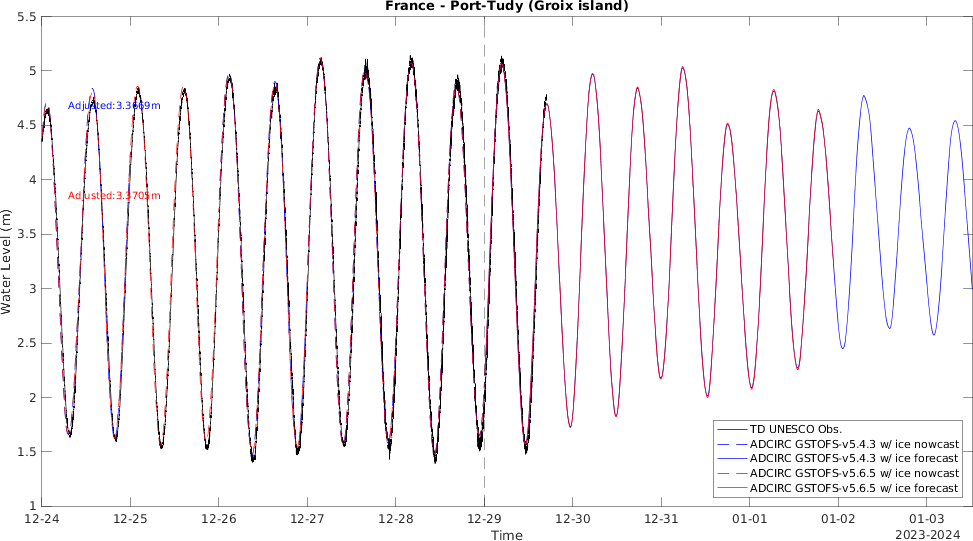 France - Port-Tudy (Groix island)
5.5
5
4.5
4
3.5
3
2.5
2
1.5
1
Water Level (m)
Adjusted:3.3669m
Adjusted:3.3705m
TD UNESCO Obs.
ADCIRC GSTOFS-v5.4.3 w/ ice nowcast
ADCIRC GSTOFS-v5.4.3 w/ ice forecast
ADCIRC GSTOFS-v5.6.5 w/ ice nowcast
ADCIRC GSTOFS-v5.6.5 w/ ice forecast
12-24 12-25 12-26 12-27 12-28 12-29 12-30 12-31 01-01 01-02 01-03
Time
2023-2024